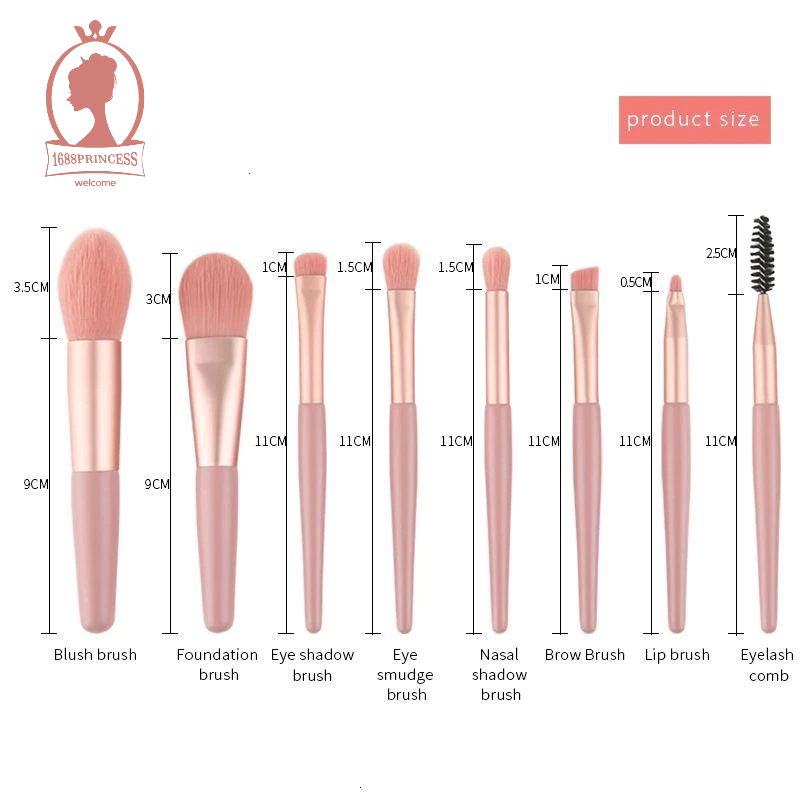 1688PRINCESS
welcome
product size
3.5CM
3CM
1CM
1.5CM
1.5CM
1CM
0.5CM
2.5CM
9CM
9CM
11CM
11CM
11CM
11CM
11CM
11CM
Blush brush
Foundation
brush
Eye shadow
brush
Eye
smudge
brush
Nasal
shadow
brush
Brow Brush
Lip brush
Eyelash
comb